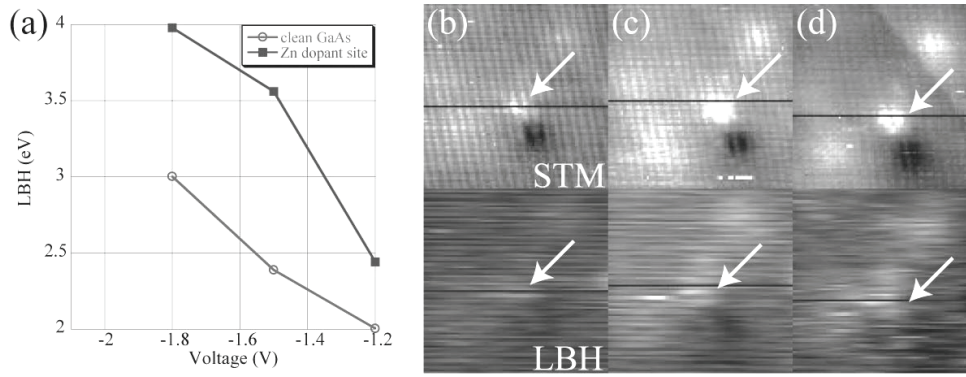 (a)
4
3.5
3
2.5
2
LBH (eV)
-2
-1.8
-1.6
-1.4
-1.2
Voltage (V)
clean GaAs
Zn dopant site
(b)
(c)
(d)
STM
LBH